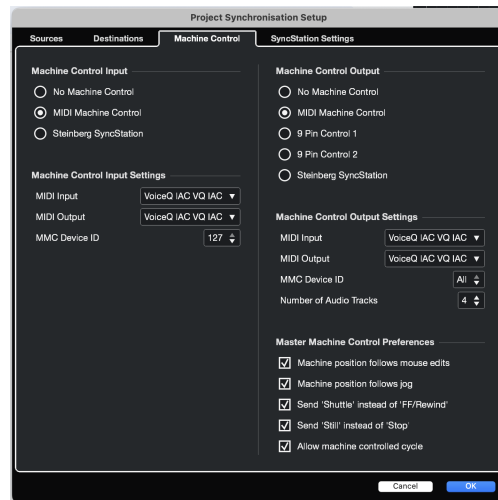 Project Synchronisation Setup
Sources Destinations Machine Control SyncStation Settings
Machine Control Input
No Machine Control
MIDI Machine Control
Steinberg SyncStation
Machine Control Input Settings
MIDI Input VoiceQ IAC VQ IAC
MIDI Output VoiceQ IAC VQ IAC
MMC Device ID 127
Machine Control Output
No Machine Control
MIDI Machine Control
9 Pin Control 1
9 Pin Control 2
Steinberg SyncStation
Machine Control Output Settings
MIDI Input VoiceQ IAC VQ IAC
MIDI Output VoiceQ IAC VQ IAC
MMC Device ID All
Number of Audio Tracks 4
Master Machine Control Preferences
Machine position follows mouse edits
Machine position follows jog
Send 'Shuttle' instead of 'FF/Rewind'
Send 'Still' instead of 'Stop'
Allow machine controlled cycle
Cancel OK